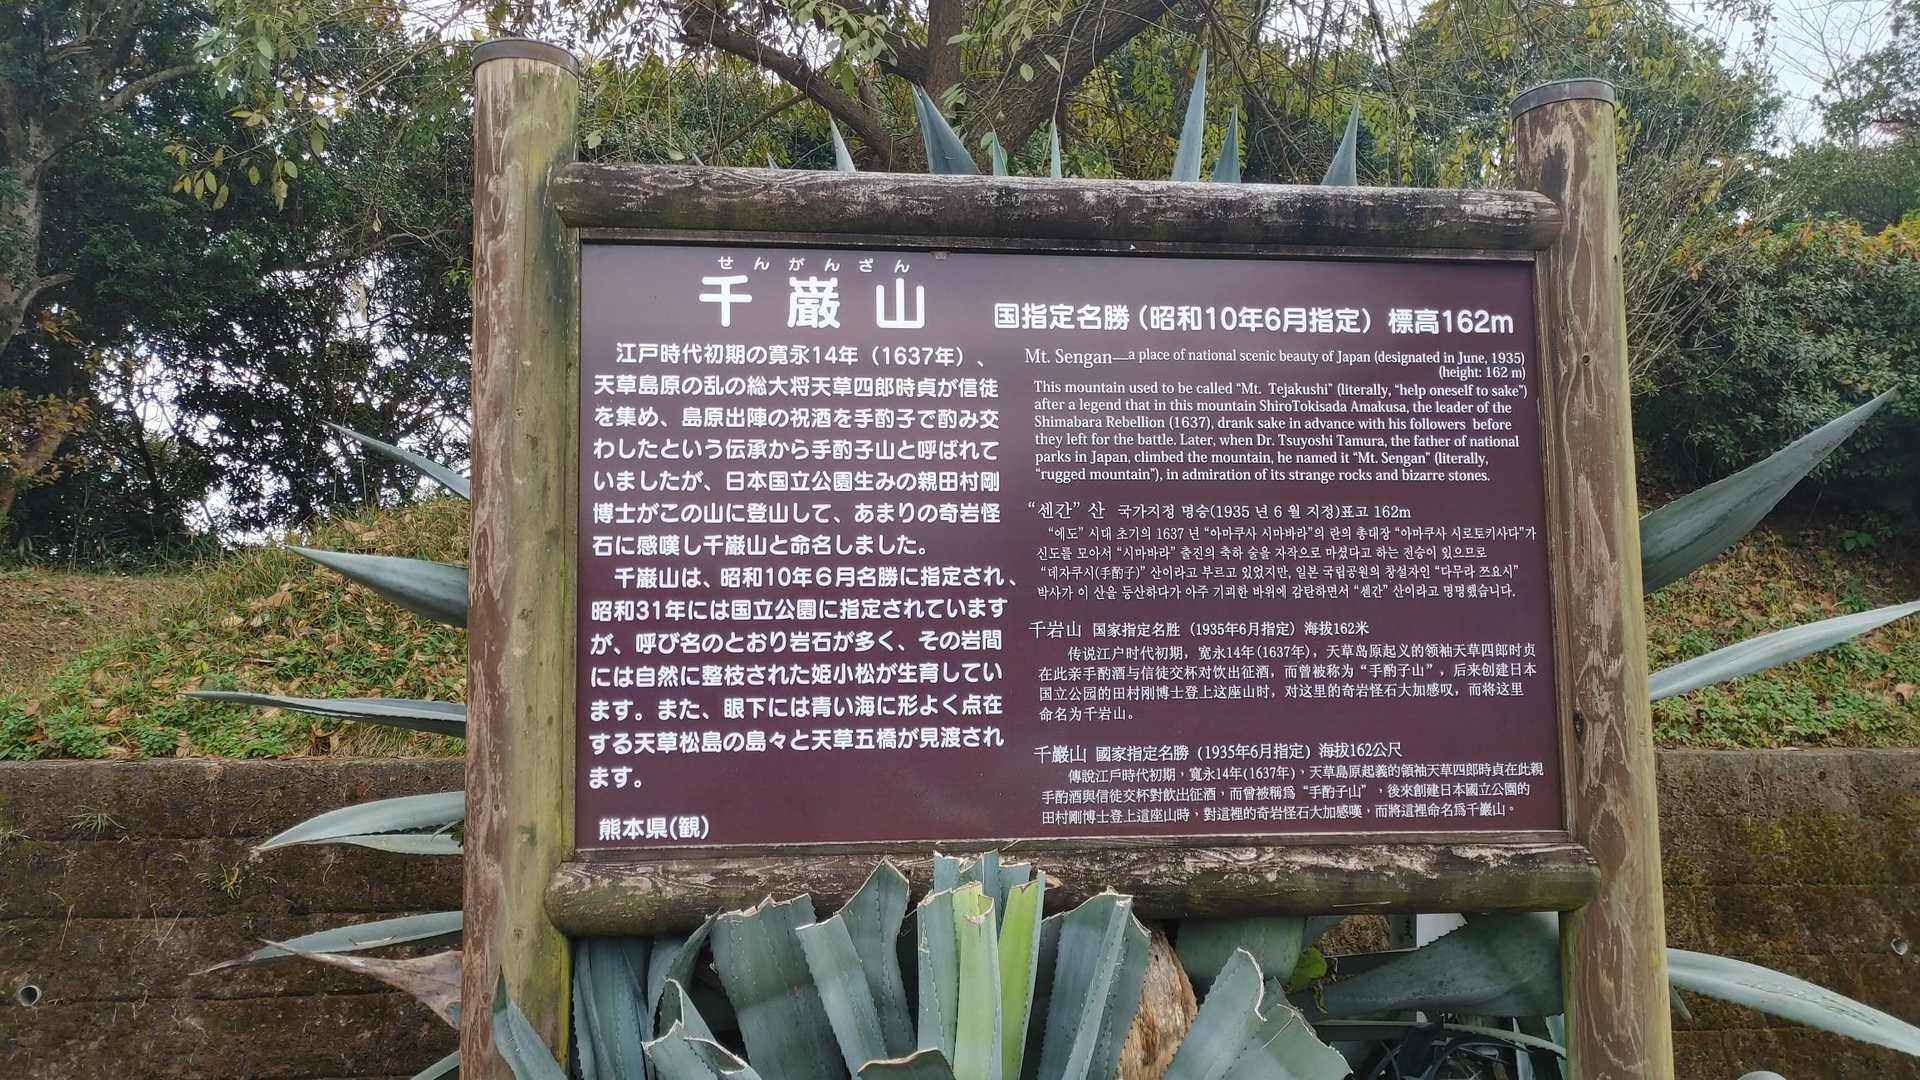 せんがんざん
千巌山
国指定名勝（昭和10年6月指定）標高162m
江戸時代初期の寛永14年（1637年）、
天草島原の乱の総大将天草四郎時貞が信徒
を集め、島原出陣の祝酒を手酌子で酌み交
わしたという伝承から手酌子山と呼ばれて
いましたが、日本国立公園生みの親田村剛
博士がこの山に登山して、あまりの奇岩怪
石に感嘆し千巌山と命名しました。
千巌山は、昭和10年6月名勝に指定され、
昭和31年には国立公園に指定されています
が、呼び名のとおり岩石が多く、その岩間
には自然に整枝された姫小松が生育してい
ます。また、眼下には青い海に形よく点在
する天草松島の島々と天草五橋が見渡され
ます。
熊本県(観)
Mt. Sengan—a place of national scenic beauty of Japan (designated in June, 1935)
(height: 162 m)
This mountain used to be called “Mt. Tejakushi” (literally, “help oneself to sake”)
after a legend that in this mountain ShiroTokisada Amakusa, the leader of the
Shimabara Rebellion (1637), drank sake in advance with his followers before
they left for the battle. Later, when Dr. Tsuyoshi Tamura, the father of national
parks in Japan, climbed the mountain, he named it “Mt. Sengan” (literally,
“rugged mountain”), in admiration of its strange rocks and bizarre stones.
“센간” 산 국가지정 명승(1935 년 6 월 지정)표고 162m
“에도” 시대 초기의 1637 년 “아마쿠사 시마바라”의 란의 총대장 “아마쿠사 시로토키사다”가
신도를 모아서 “시마바라” 출진의 축하 술을 자작으로 마셨다고 하는 전승이 있으므로
“데자쿠시(手酌子)” 산이라고 부르고 있었지만, 일본 국립공원의 창설자인 “다무라 쯔요시”
박사가 이 산을 등산하다가 아주 기괴한 바위에 감탄하면서 “센간” 산이라고 명명했습니다.
千岩山 国家指定名胜（1935年6月指定）海拔162米
传说江户时代初期，宽永14年(1637年)，天草岛原起义的领袖天草四郎时贞
在此亲手酌酒与信徒交杯对饮出征酒，而曾被称为“手酌子山”，后来创建日本
国立公园的田村刚博士登上这座山时，对这里的奇岩怪石大加感叹，而将这里
命名为千岩山。
千巖山 國家指定名勝（1935年6月指定）海拔162公尺
傳說江戶時代初期，寬永14年(1637年)，天草島原起義的領袖天草四郎時貞在此親
手酌酒與信徒交杯對飲出征酒，而曾被稱爲“手酌子山”，後來創建日本國立公園的
田村剛博士登上這座山時，對這裡的奇岩怪石大加感嘆，而將這裡命名爲千巖山。